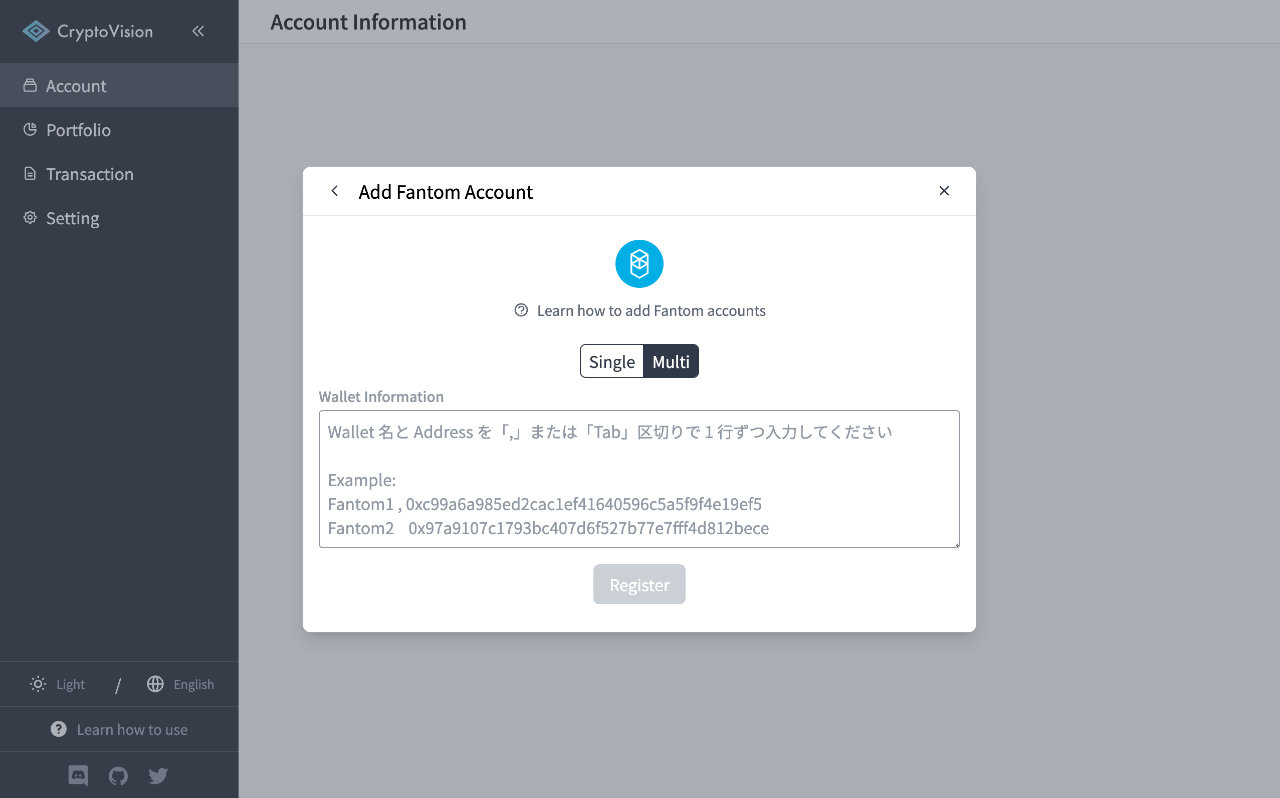 CryptoVision
Account
Portfolio
Transaction
Setting
Light / English
Learn how to use
Account Information
Add Fantom Account
Learn how to add Fantom accounts
Single Multi
Wallet Information
Wallet 名と Address を「,」または「Tab」区切りで 1 行ずつ入力してください
Example:
Fantom1 , 0xc99a6a985ed2cac1ef41640596c5a5f9f4e19ef5
Fantom2 0x97a9107c1793bc407d6f527b77e7fff4d812bece
Register